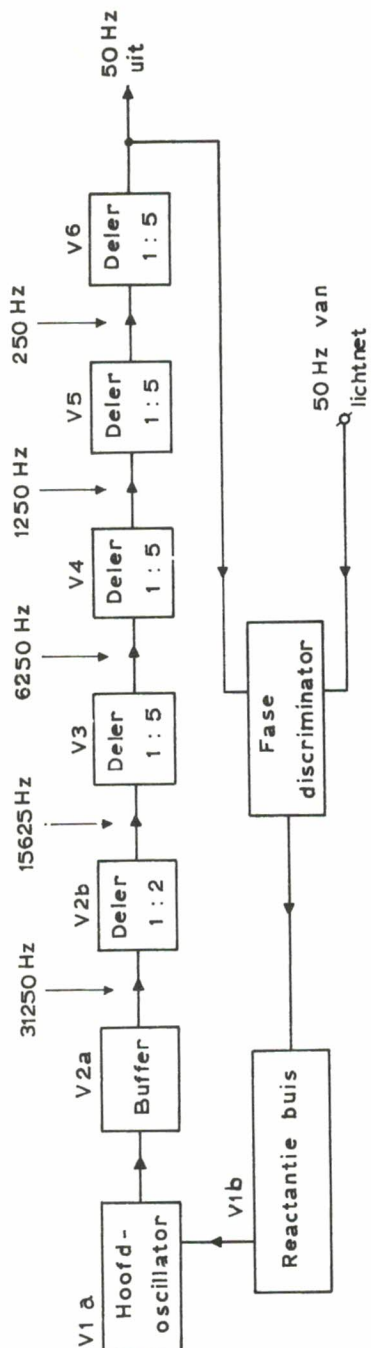 V1 a
Hoofd-
oscillator
V2a
Buffer
31250 Hz
V2b
Deler
1 : 2
15625 Hz
V3
Deler
1 : 5
6250 Hz
V4
Deler
1 : 5
1250 Hz
V5
Deler
1 : 5
250 Hz
V6
Deler
1 : 5
50 Hz
uit
V1b
Reactantie buis
Fase
discriminator
50 Hz van
lichtnet